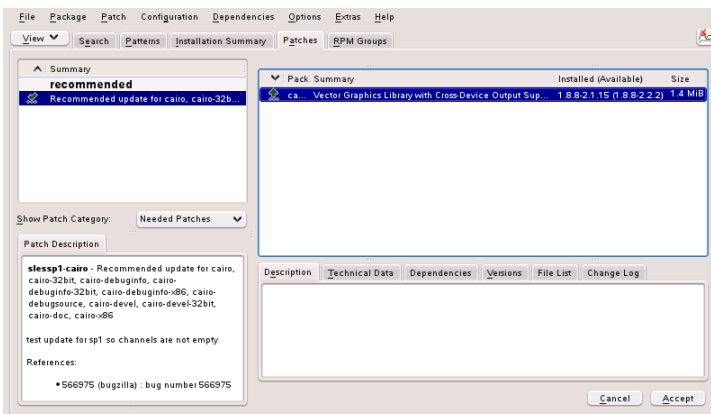 File Package Patch Configuration Dependencies Options Extras Help
View Search Patterns Installation Summary Patches RPM Groups
Summary
recommended
Recommended update for cairo, cairo-32b...
Pack Summary Installed (Available) Size
ca... Vector Graphics Library with Cross-Device Output Sup... 1.8.8-2.1.15 (1.8.8-2.2.2) 1.4 MiB
Show Patch Category: Needed Patches
Patch Description
slessp1-cairo - Recommended update for cairo,
cairo-32bit, cairo-debuginfo, cairo-
debuginfo-32bit, cairo-debuginfo-x86, cairo-
debugsource, cairo-devel, cairo-devel-32bit,
cairo-doc, cairo-x86
test update for sp1 so channels are not empty
References:
• 566975 (bugzilla) : bug number 566975
Description Technical Data Dependencies Versions File List Change Log
Cancel Accept